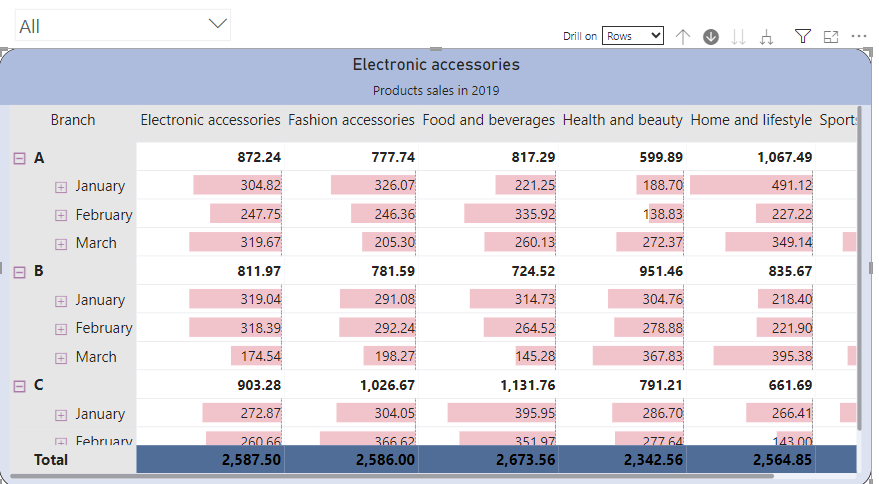 All
Drill on Rows
Electronic accessories
Products sales in 2019
Branch Electronic accessories Fashion accessories Food and beverages Health and beauty Home and lifestyle Sports
A 872.24 777.74 817.29 599.89 1,067.49
January 304.82 326.07 221.25 188.70 491.12
February 247.75 246.36 335.92 138.83 227.22
March 319.67 205.30 260.13 272.37 349.14
B 811.97 781.59 724.52 951.46 835.67
January 319.04 291.08 314.73 304.76 218.40
February 318.39 292.24 264.52 278.88 221.90
March 174.54 198.27 145.28 367.83 395.38
C 903.28 1,026.67 1,131.76 791.21 661.69
January 272.87 304.05 395.95 286.70 266.41
February 260.66 366.62 351.97 277.64 143.00
Total 2,587.50 2,586.00 2,673.56 2,342.56 2,564.85